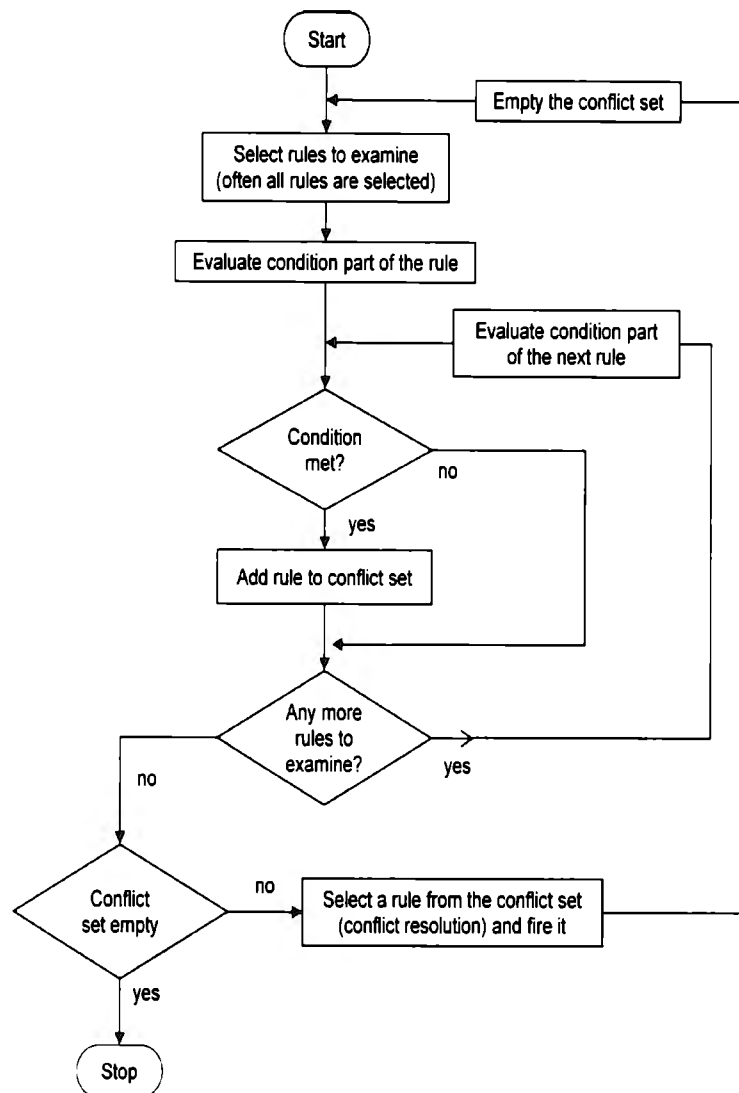 Start
Empty the conflict set
Select rules to examine
(often all rules are selected)
Evaluate condition part of the rule
Evaluate condition part
of the next rule
Condition
met?
no
yes
Add rule to conflict set
Any more
rules to
examine?
yes
no
Conflict
set empty
no
Select a rule from the conflict set
(conflict resolution) and fire it
yes
Stop